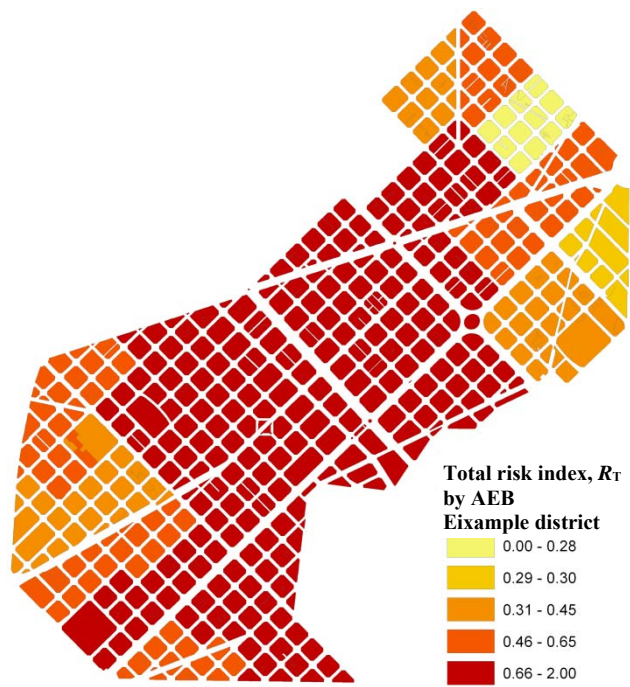 Total risk index, RT
by AEB
Eixample district
0.00 - 0.28
0.29 - 0.30
0.31 - 0.45
0.46 - 0.65
0.66 - 2.00